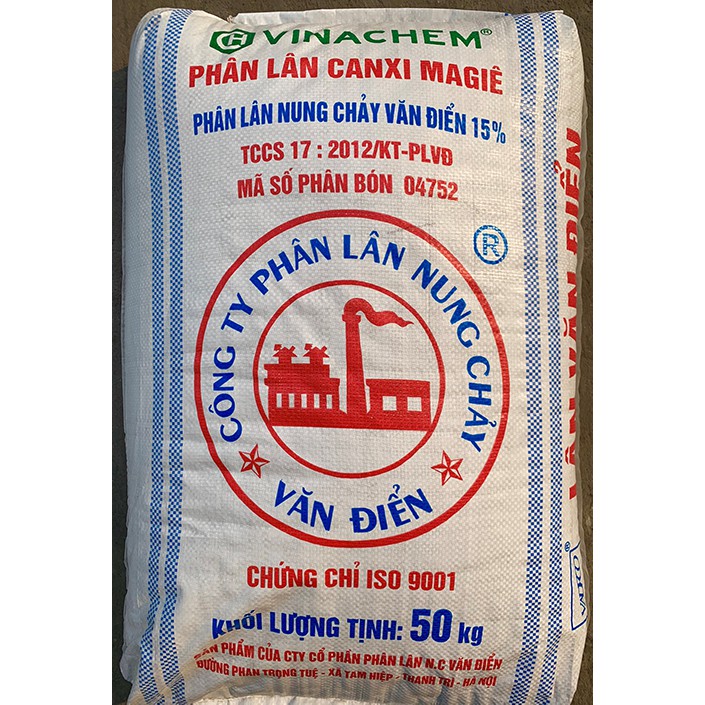 VINACHEM®
PHÂN LÂN CANXI MAGIÊ
PHÂN LÂN NUNG CHẢY VĂN ĐIỂN 15%
TCCS 17 : 2012/KT-PLVĐ
MÃ SỐ PHÂN BÓN 04752
®
CÔNG TY PHÂN LÂN NUNG CHẢY
VĂN ĐIỂN
CHỨNG CHỈ ISO 9001
KHỐI LƯỢNG TỊNH: 50 kg
SẢN PHẨM CỦA CTY CỔ PHẦN PHÂN LÂN N.C VĂN ĐIỂN
ĐƯỜNG PHAN TRỌNG TUỆ - XÃ TAM HIỆP - THANH TRÌ - HÀ NỘI
LÂN VĂN ĐIỂN